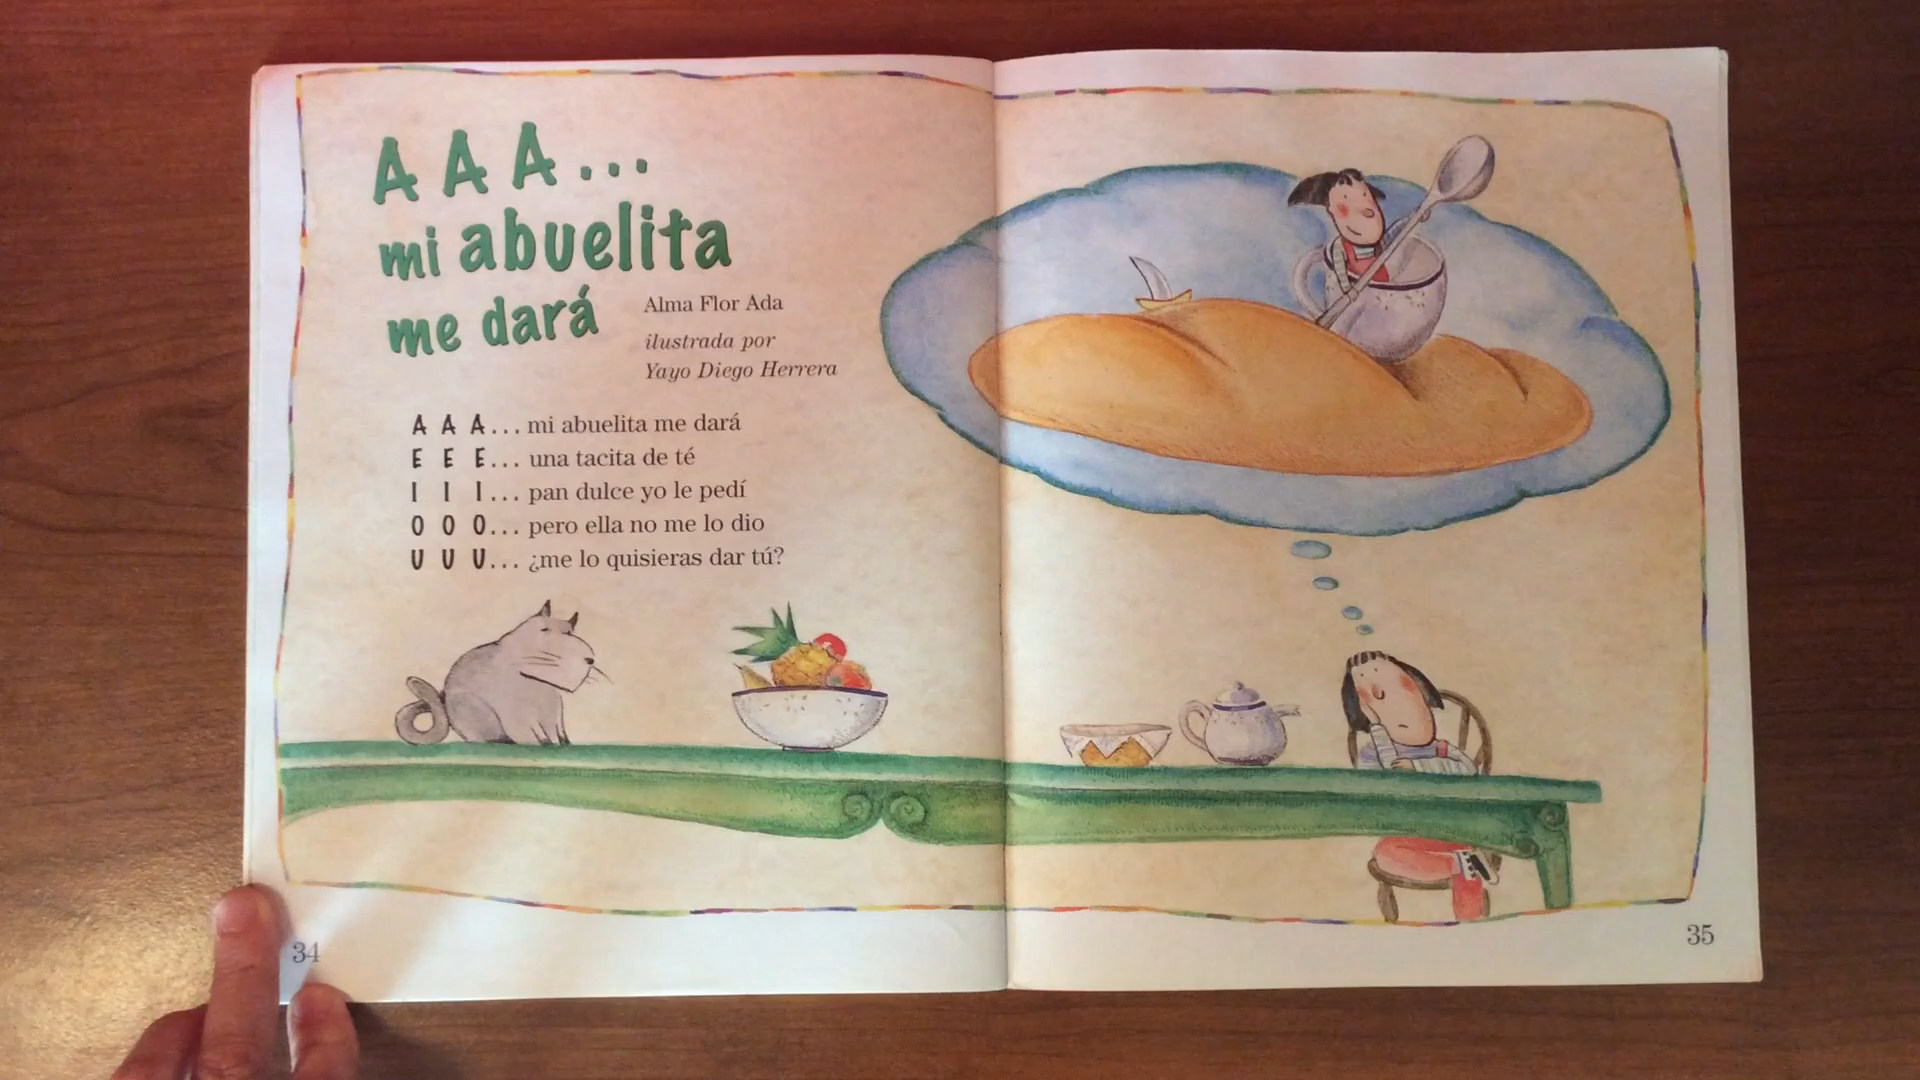 A A A...
mi abuelita
me dará
Alma Flor Ada
ilustrada por
Yayo Diego Herrera
A A A... mi abuelita me dará
E E E... una tacita de té
I I I... pan dulce yo le pedí
O O O... pero ella no me lo dio
U U U... ¿me lo quisieras dar tú?
34
35